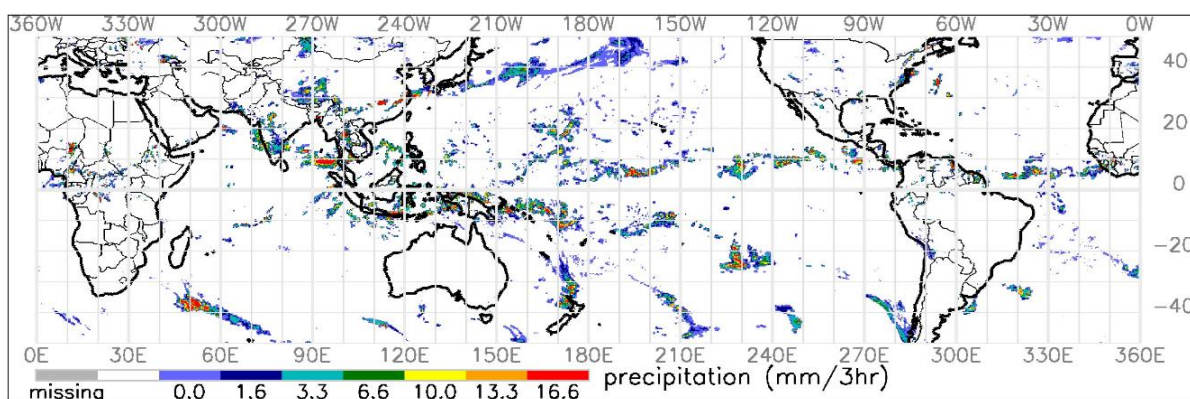 360W 330W 300W 270W 240W 210W 180W 150W 120W 90W 60W 30W 0W
40
20
0
−20
−40
0E 30E 60E 90E 120E 150E 180E 210E 240E 270E 300E 330E 360E
missing 0.0 1.6 3.3 6.6 10.0 13.3 16.6 precipitation (mm/3hr)